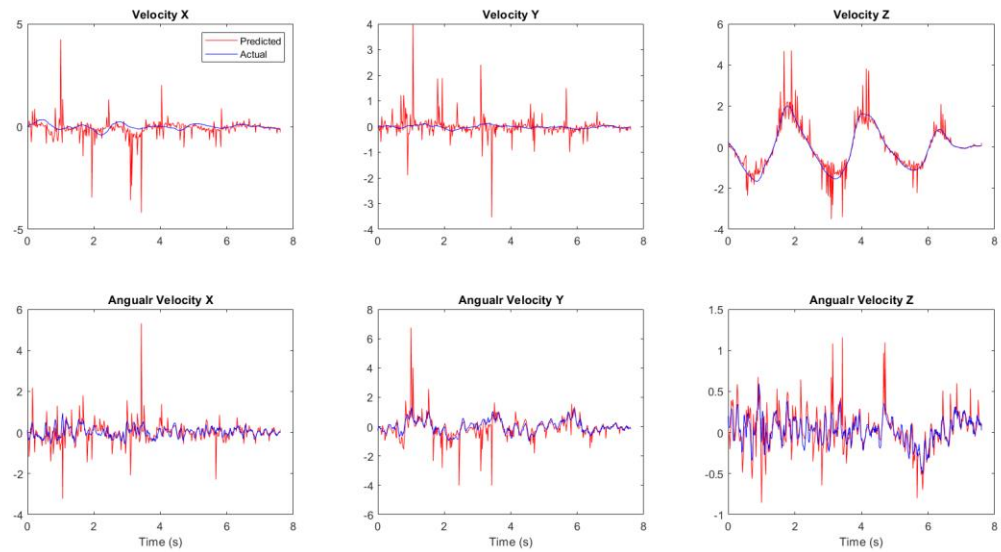 Velocity X
Velocity Y
Velocity Z
5
0
-5
0 2 4 6 8
Predicted
Actual
4
3
2
1
0
-1
-2
-3
-4
0 2 4 6 8
6
4
2
0
-2
-4
0 2 4 6 8
Angualr Velocity X
Angualr Velocity Y
Angualr Velocity Z
6
4
2
0
-2
-4
0 2 4 6 8
Time (s)
8
6
4
2
0
-2
-4
-6
0 2 4 6 8
Time (s)
1.5
1
0.5
0
-0.5
-1
0 2 4 6 8
Time (s)